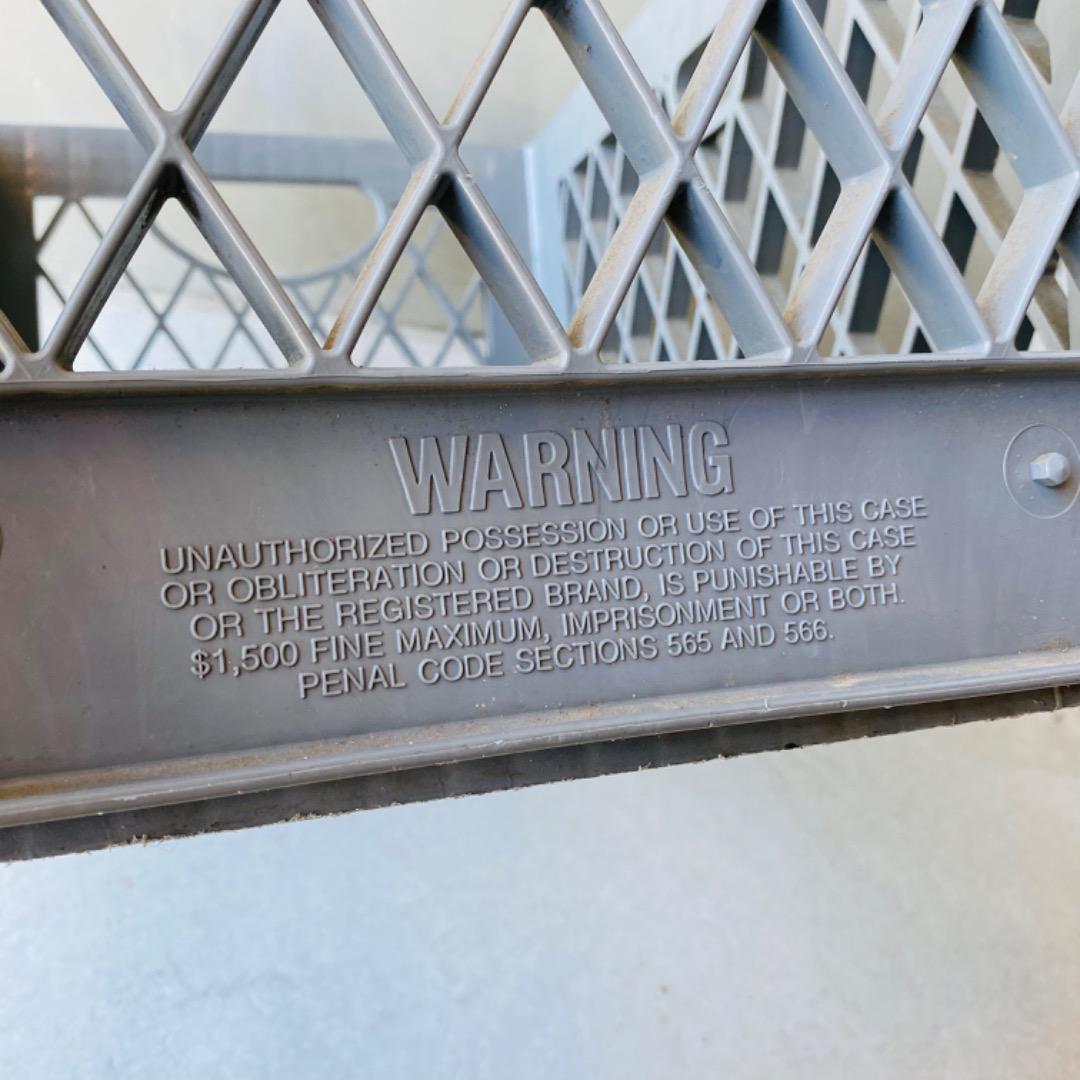 WARNING
UNAUTHORIZED POSSESSION OR USE OF THIS CASE
OR OBLITERATION OR DESTRUCTION OF THIS CASE
OR THE REGISTERED BRAND, IS PUNISHABLE BY
$1,500 FINE MAXIMUM, IMPRISONMENT OR BOTH.
PENAL CODE SECTIONS 565 AND 566.